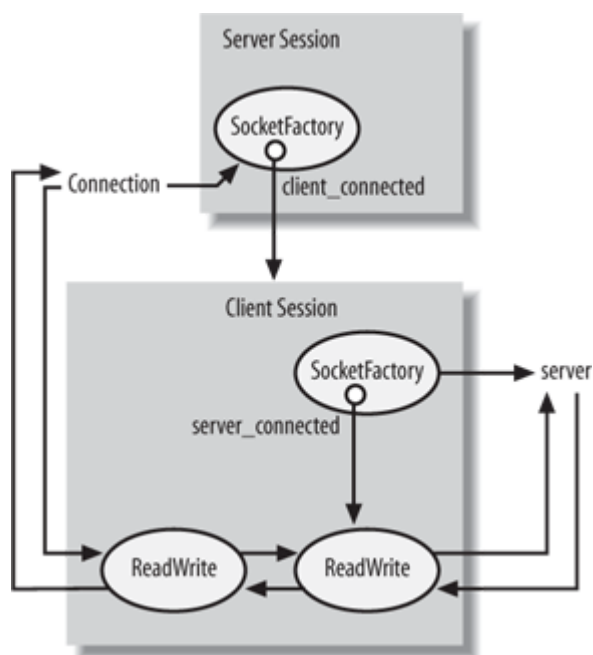 Server Session
SocketFactory
Connection
client_connected
Client Session
SocketFactory
server
server_connected
ReadWrite
ReadWrite